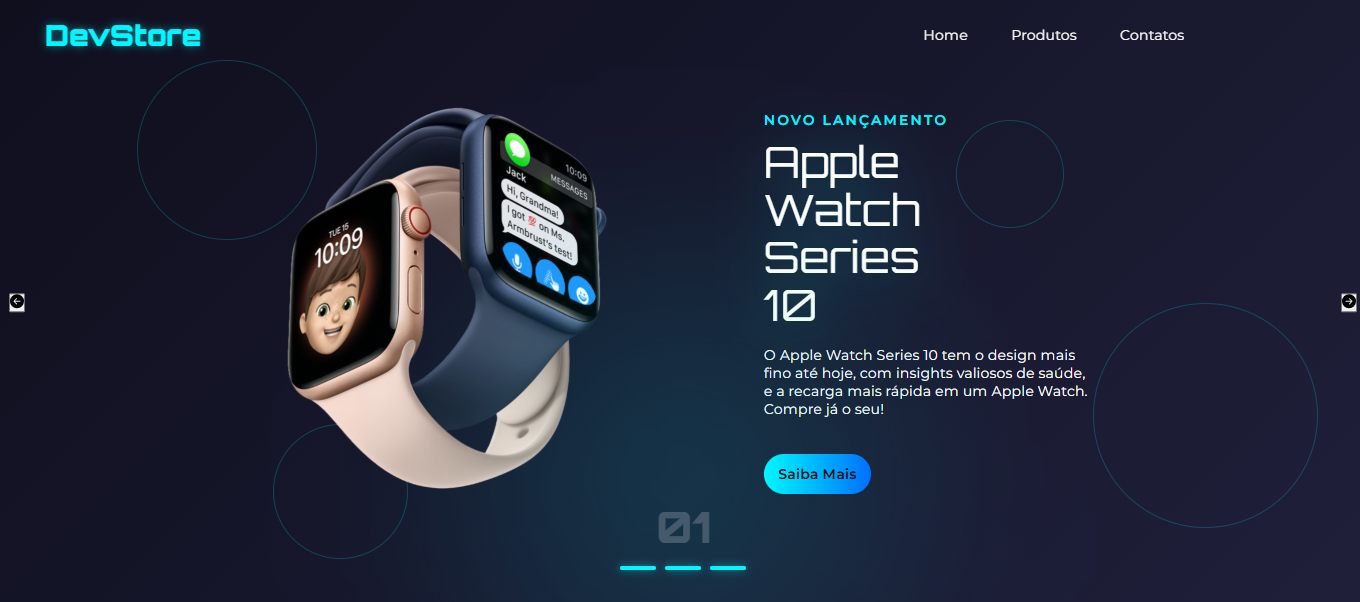 DevStore
Home
Produtos
Contatos
NOVO LANÇAMENTO
Apple
Watch
Series
10
O Apple Watch Series 10 tem o design mais
fino até hoje, com insights valiosos de saúde,
e a recarga mais rápida em um Apple Watch.
Compre já o seu!
Saiba Mais
10:09
Jack
MESSAGES
Hi, Grandma!
I got 💯 on Ms.
Armbrust's test!
TUE 15
10:09
01